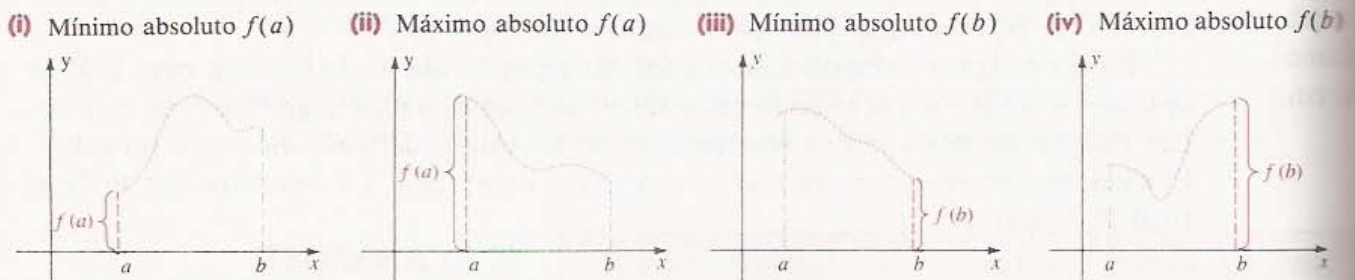 (i) Mínimo absoluto f(a)
(ii) Máximo absoluto f(a)
(iii) Mínimo absoluto f(b)
(iv) Máximo absoluto f(b)
y
f(a)
a
b
x
y
f(a)
a
b
x
y
f(b)
a
b
x
y
f(b)
a
b
x